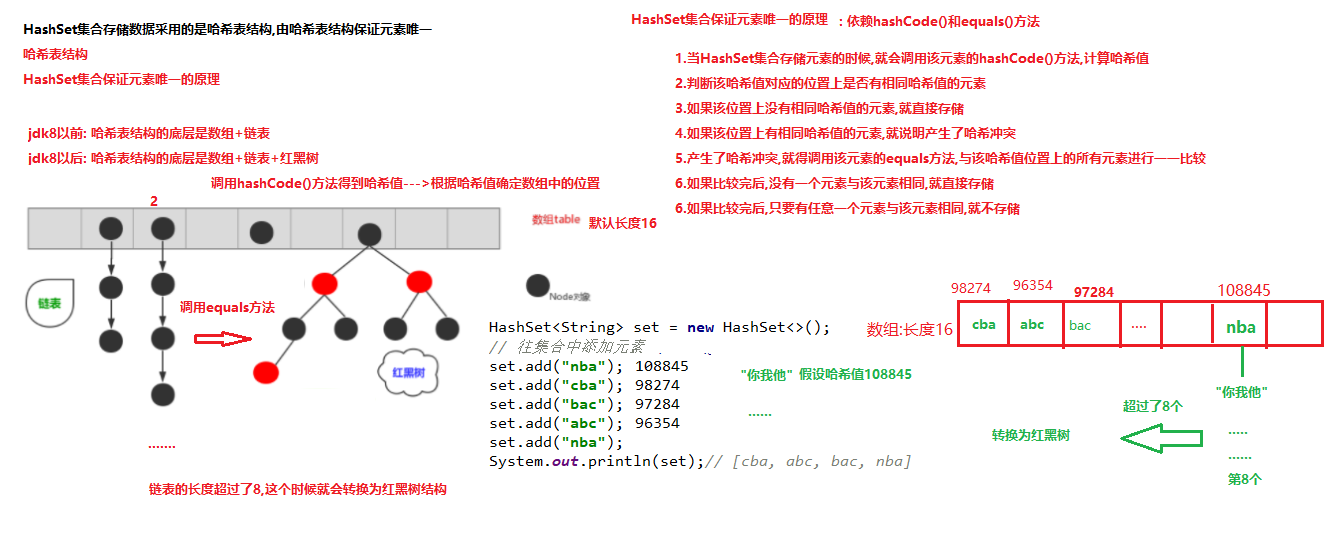 HashSet集合存储数据采用的是哈希表结构,由哈希表结构保证元素唯一
哈希表结构
HashSet集合保证元素唯一的原理
jdk8以前: 哈希表结构的底层是数组+链表
jdk8以后: 哈希表结构的底层是数组+链表+红黑树
调用hashCode()方法得到哈希值--->根据哈希值确定数组中的位置
2
数组table
默认长度16
链表
调用equals方法
Node对象
红黑树
.......
链表的长度超过了8,这个时候就会转换为红黑树结构
HashSet集合保证元素唯一的原理 : 依赖hashCode()和equals()方法
1.当HashSet集合存储元素的时候,就会调用该元素的hashCode()方法,计算哈希值
2.判断该哈希值对应的位置上是否有相同哈希值的元素
3.如果该位置上没有相同哈希值的元素,就直接存储
4.如果该位置上有相同哈希值的元素,就说明产生了哈希冲突
5.产生了哈希冲突,就得调用该元素的equals方法,与该哈希值位置上的所有元素进行一一比较
6.如果比较完后,没有一个元素与该元素相同,就直接存储
6.如果比较完后,只要有任意一个元素与该元素相同,就不存储
HashSet<String> set = new HashSet<>();
// 往集合中添加元素
set.add("nba"); 108845
set.add("cba"); 98274
set.add("bac"); 97284
set.add("abc"); 96354
set.add("nba");
System.out.println(set);// [cba, abc, bac, nba]
"你我他" 假设哈希值108845
......
98274 96354 97284 108845
数组:长度16
cba abc bac .... nba
"你我他"
超过了8个
转换为红黑树
.....
......
第8个